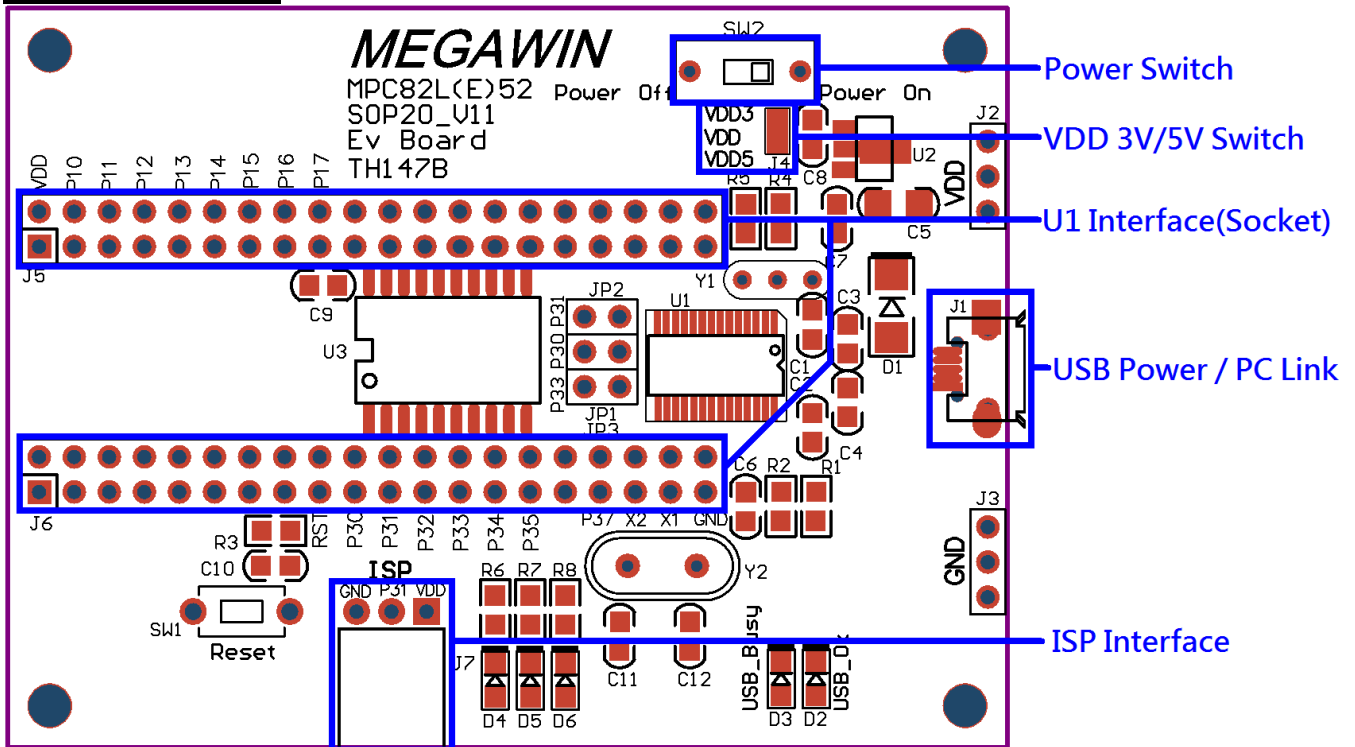 SW2
MEGAWIN
MPC82L(E)52
SOP20_V11
Ev Board
TH147B
Power Off
Power On
Power Switch
VDD3
VDD
VDD5
J4
VDD 3V/5V Switch
C8
U2
J2
VDD
VDD P10 P11 P12 P13 P14 P15 P16 P17
R5 R4
U1 Interface(Socket)
J5
C5
C7
Y1
C9
JP2
U1
C3
J1
P31
P30
P33
U3
C1
C2
D1
USB Power / PC Link
JP1
JP3
C4
C6 R2 R1
J6
RST P30 P31 P32 P33 P34 P35 P37 X2 X1 GND
J3
GND
R3
C10
ISP
GND P31 VDD
R6 R7 R8
Y2
SW1
Reset
J7
USB_Busy
USB_Ok
ISP Interface
C11 C12
D4 D5 D6
D3 D2